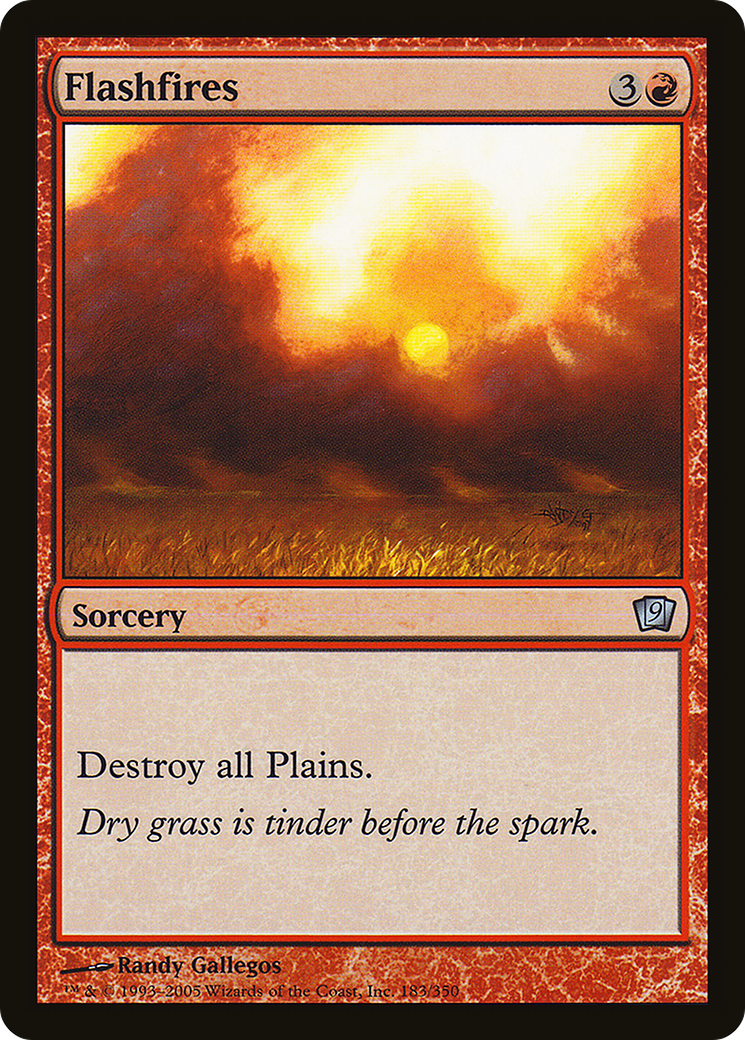 Flashfires 3
Sorcery 9
Destroy all Plains.
Dry grass is tinder before the spark.
Randy Gallegos
™ & © 1993–2005 Wizards of the Coast, Inc. 183/350